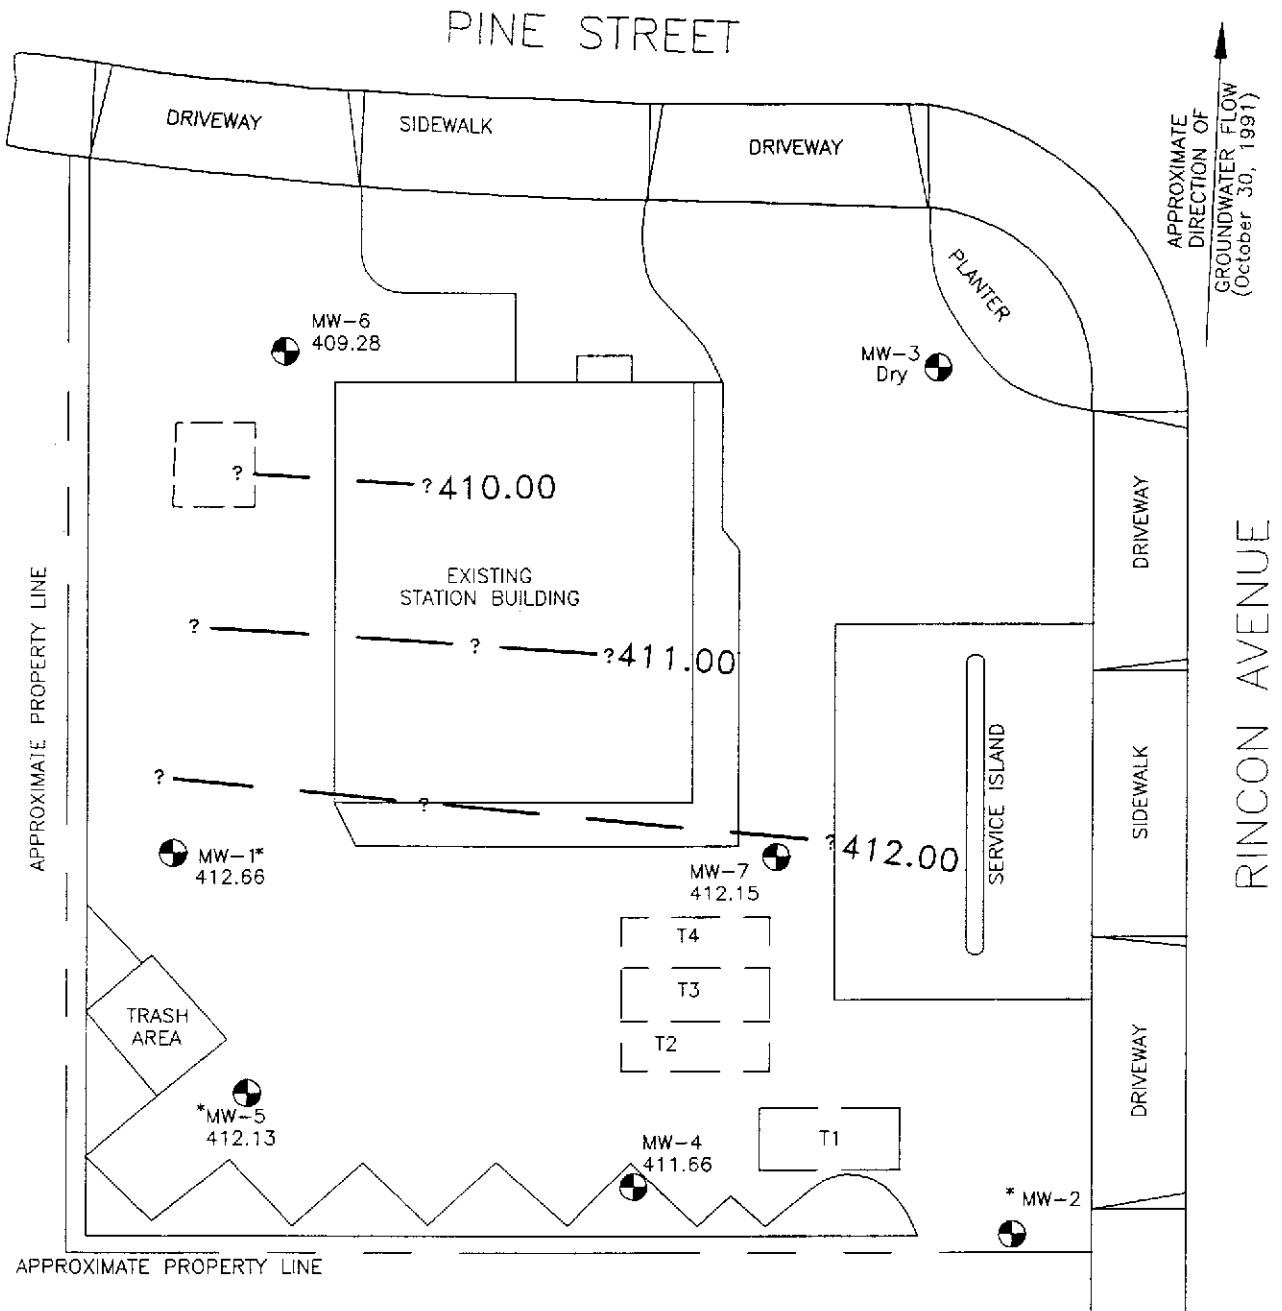 PINE STREET
DRIVEWAY
SIDEWALK
DRIVEWAY
APPROXIMATE
DIRECTION OF
GROUNDWATER FLOW
(October 30, 1991)
PLANTER
MW-6
409.28
MW-3
Dry
? ? 410.00
DRIVEWAY
EXISTING
STATION BUILDING
RINCON AVENUE
APPROXIMATE PROPERTY LINE
? ? ? 411.00
SERVICE ISLAND
SIDEWALK
? ? ? 412.00
MW-1*
412.66
MW-7
412.15
T4
T3
T2
TRASH
AREA
DRIVEWAY
*MW-5
412.13
MW-4
411.66
T1
* MW-2
APPROXIMATE PROPERTY LINE